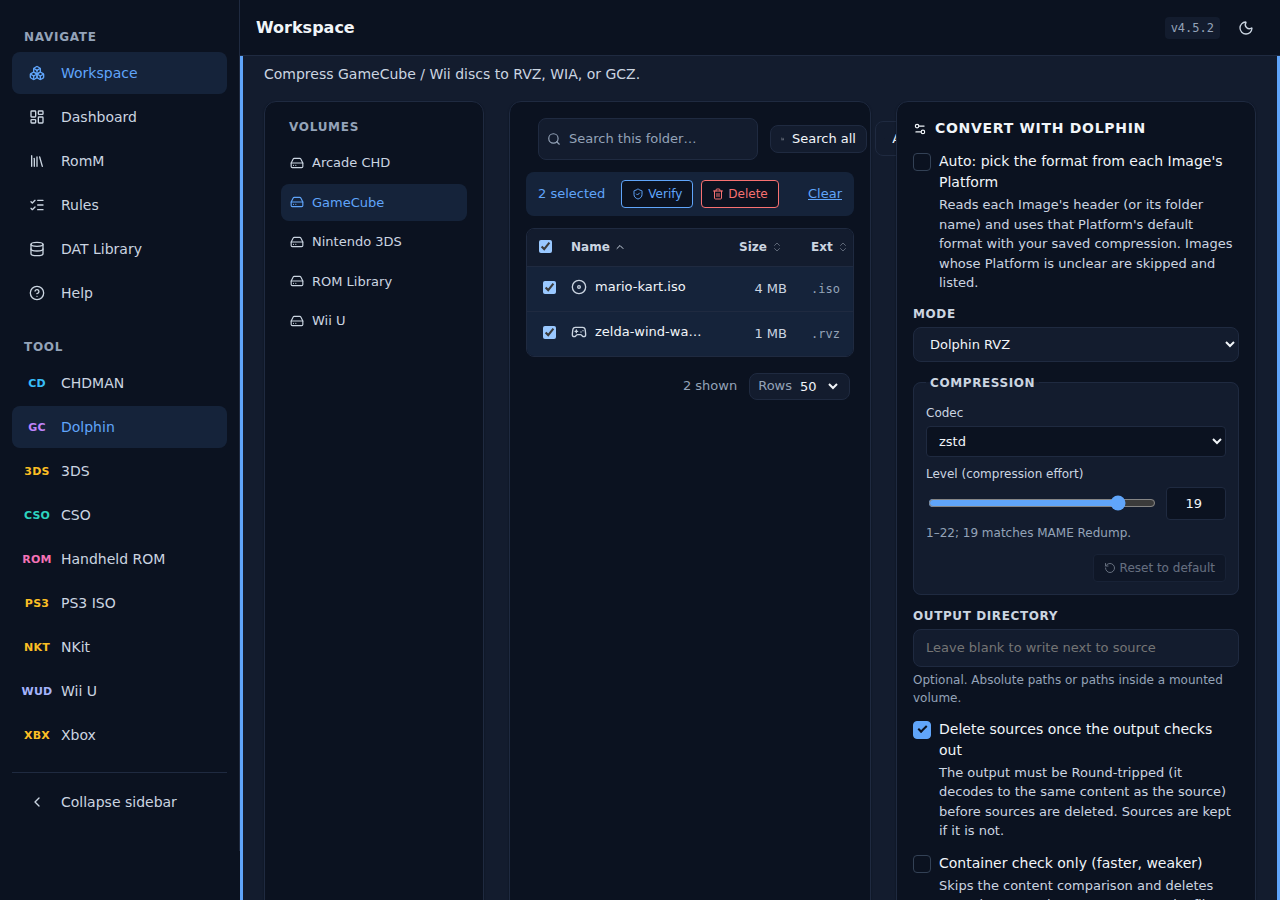 NAVIGATE
Workspace
Dashboard
RomM
Rules
DAT Library
Help
TOOL
CD CHDMAN
GC Dolphin
3DS 3DS
CSO CSO
ROM Handheld ROM
PS3 PS3 ISO
NKT NKit
WUD Wii U
XBX Xbox
Collapse sidebar
Workspace
v4.5.2
Compress GameCube / Wii discs to RVZ, WIA, or GCZ.
VOLUMES
Arcade CHD
GameCube
Nintendo 3DS
ROM Library
Wii U
Search this folder…
Search all
2 selected
Verify
Delete
Clear
Name Size Ext
mario-kart.iso 4 MB .iso
zelda-wind-wa… 1 MB .rvz
2 shown
Rows 50
CONVERT WITH DOLPHIN
Auto: pick the format from each Image's
Platform
Reads each Image's header (or its folder
name) and uses that Platform's default
format with your saved compression. Images
whose Platform is unclear are skipped and
listed.
MODE
Dolphin RVZ
COMPRESSION
Codec
zstd
Level (compression effort)
19
1–22; 19 matches MAME Redump.
Reset to default
OUTPUT DIRECTORY
Leave blank to write next to source
Optional. Absolute paths or paths inside a mounted
volume.
Delete sources once the output checks
out
The output must be Round-tripped (it
decodes to the same content as the source)
before sources are deleted. Sources are kept
if it is not.
Container check only (faster, weaker)
Skips the content comparison and deletes